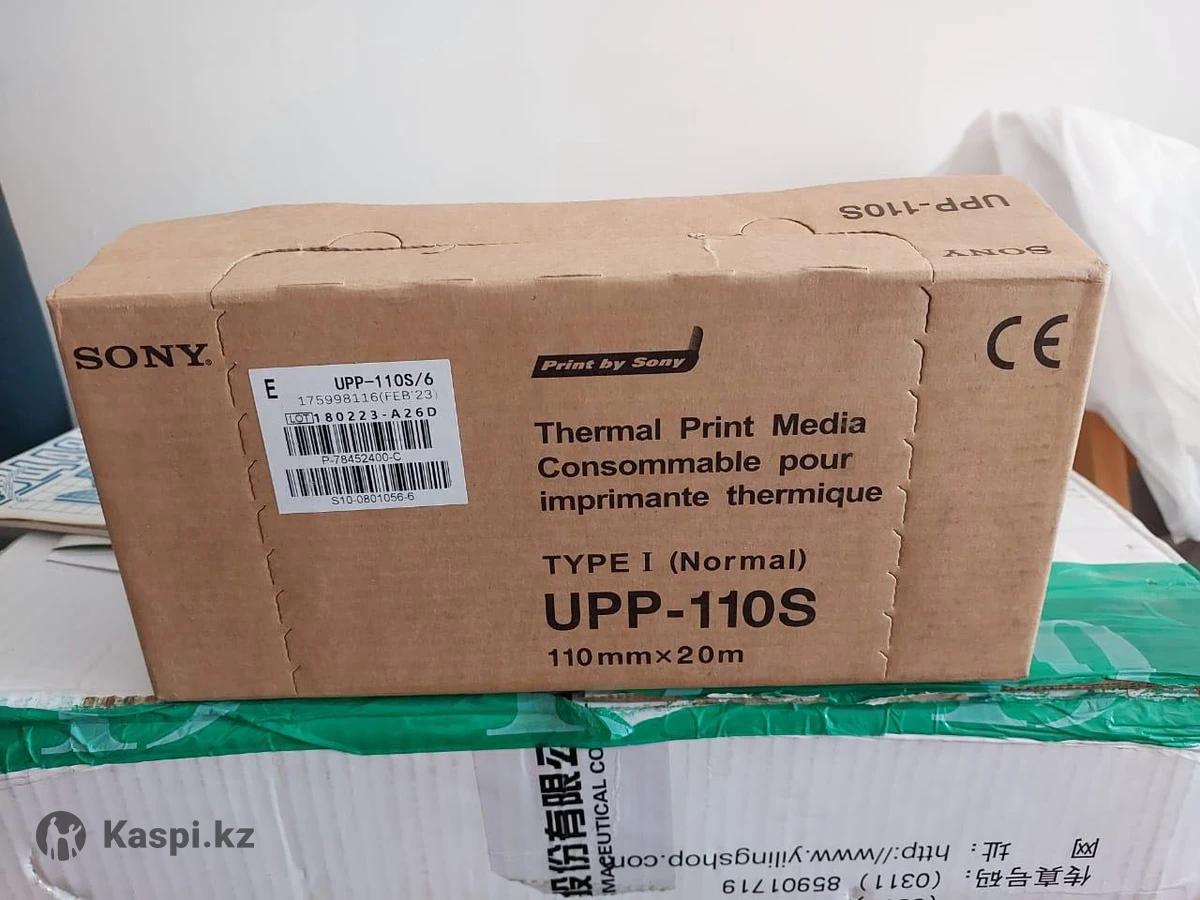 UPP-110S
SONY
SONY
E UPP-110S/6
175998116(FEB'23)
LOT 180223-A26D
P-78452400-C
S10-0801056-6
Print by Sony
CE
Thermal Print Media
Consommable pour
imprimante thermique
TYPE I (Normal)
UPP-110S
110mm×20m
股份有限公
MACEUTICAL CO
网 址: http://www.yilingshop.com
传真号码: (0311) 85901719
Kaspi.kz